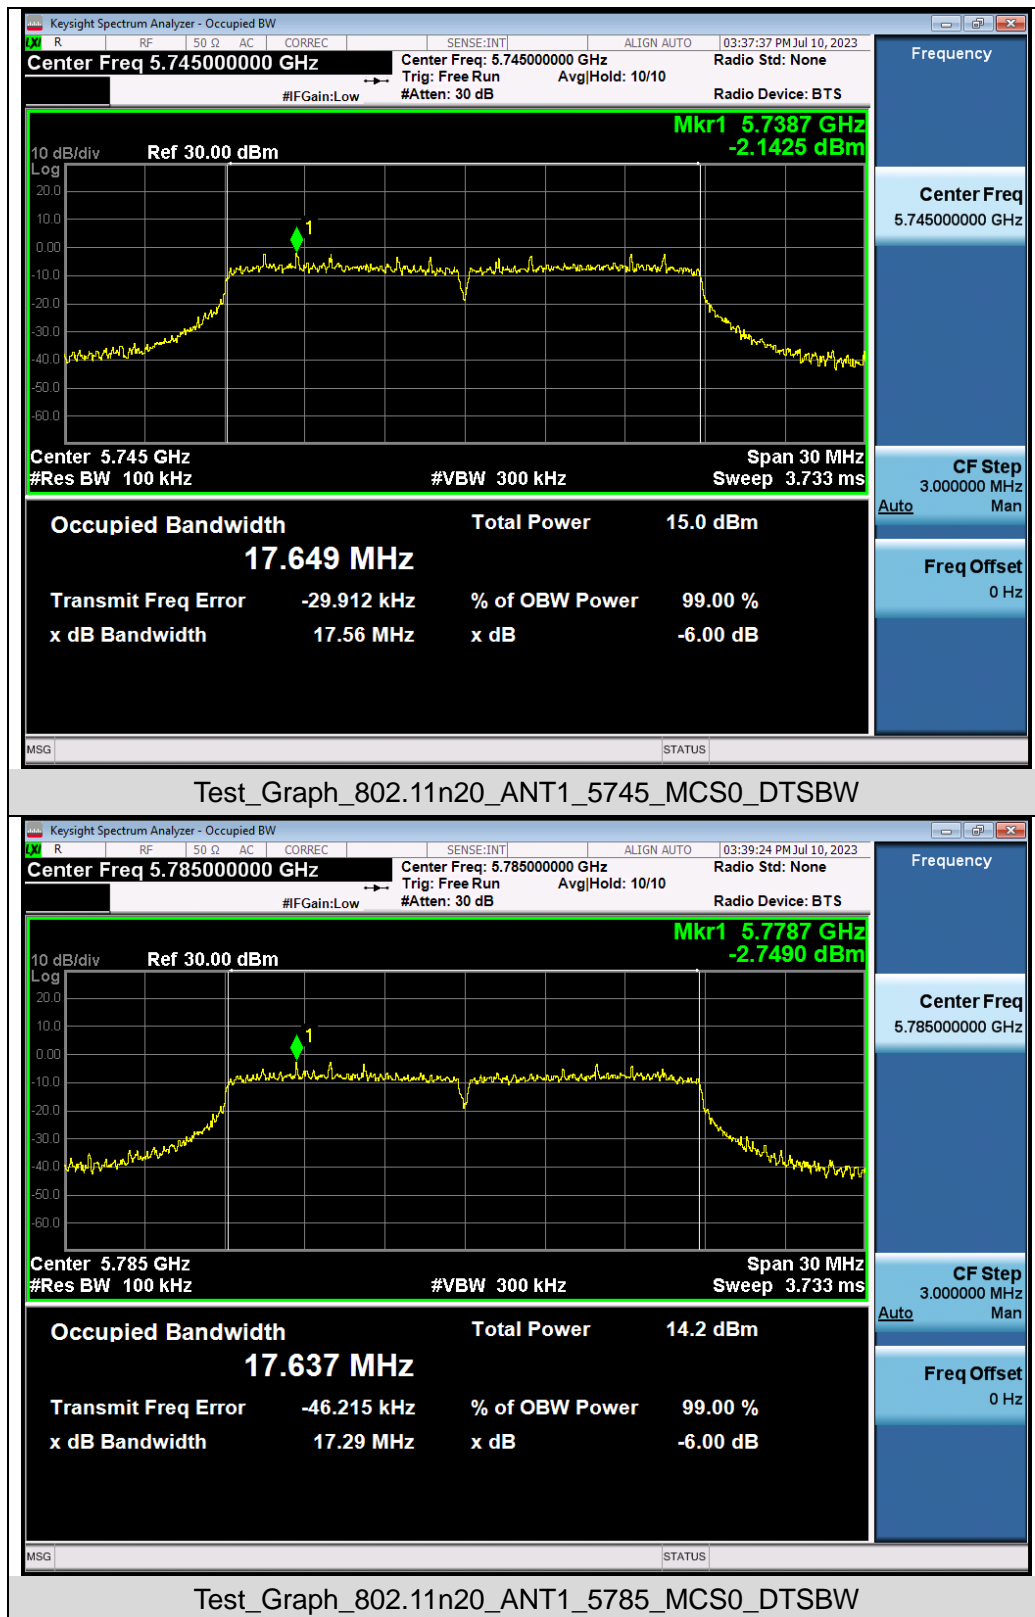 Keysight Spectrum Analyzer - Occupied BW
LXI R RF 50 Ω AC CORREC SENSE:INT ALIGN AUTO 03:37:37 PM Jul 10, 2023
Center Freq 5.745000000 GHz
Center Freq: 5.745000000 GHz Radio Std: None
Trig: Free Run Avg|Hold: 10/10
#IFGain:Low #Atten: 30 dB Radio Device: BTS
Frequency
Mkr1 5.7387 GHz
-2.1425 dBm
10 dB/div Ref 30.00 dBm
Log
20.0
10.0
0.00
-10.0
-20.0
-30.0
-40.0
-50.0
-60.0
1
Center 5.745 GHz Span 30 MHz
#Res BW 100 kHz #VBW 300 kHz Sweep 3.733 ms
Center Freq
5.745000000 GHz
CF Step
3.000000 MHz
Auto Man
Freq Offset
0 Hz
Occupied Bandwidth Total Power 15.0 dBm
17.649 MHz
Transmit Freq Error -29.912 kHz % of OBW Power 99.00 %
x dB Bandwidth 17.56 MHz x dB -6.00 dB
MSG STATUS
Test_Graph_802.11n20_ANT1_5745_MCS0_DTSBW
Keysight Spectrum Analyzer - Occupied BW
LXI R RF 50 Ω AC CORREC SENSE:INT ALIGN AUTO 03:39:24 PM Jul 10, 2023
Center Freq 5.785000000 GHz
Center Freq: 5.785000000 GHz Radio Std: None
Trig: Free Run Avg|Hold: 10/10
#IFGain:Low #Atten: 30 dB Radio Device: BTS
Frequency
Mkr1 5.7787 GHz
-2.7490 dBm
10 dB/div Ref 30.00 dBm
Log
20.0
10.0
0.00
-10.0
-20.0
-30.0
-40.0
-50.0
-60.0
1
Center 5.785 GHz Span 30 MHz
#Res BW 100 kHz #VBW 300 kHz Sweep 3.733 ms
Center Freq
5.785000000 GHz
CF Step
3.000000 MHz
Auto Man
Freq Offset
0 Hz
Occupied Bandwidth Total Power 14.2 dBm
17.637 MHz
Transmit Freq Error -46.215 kHz % of OBW Power 99.00 %
x dB Bandwidth 17.29 MHz x dB -6.00 dB
MSG STATUS
Test_Graph_802.11n20_ANT1_5785_MCS0_DTSBW